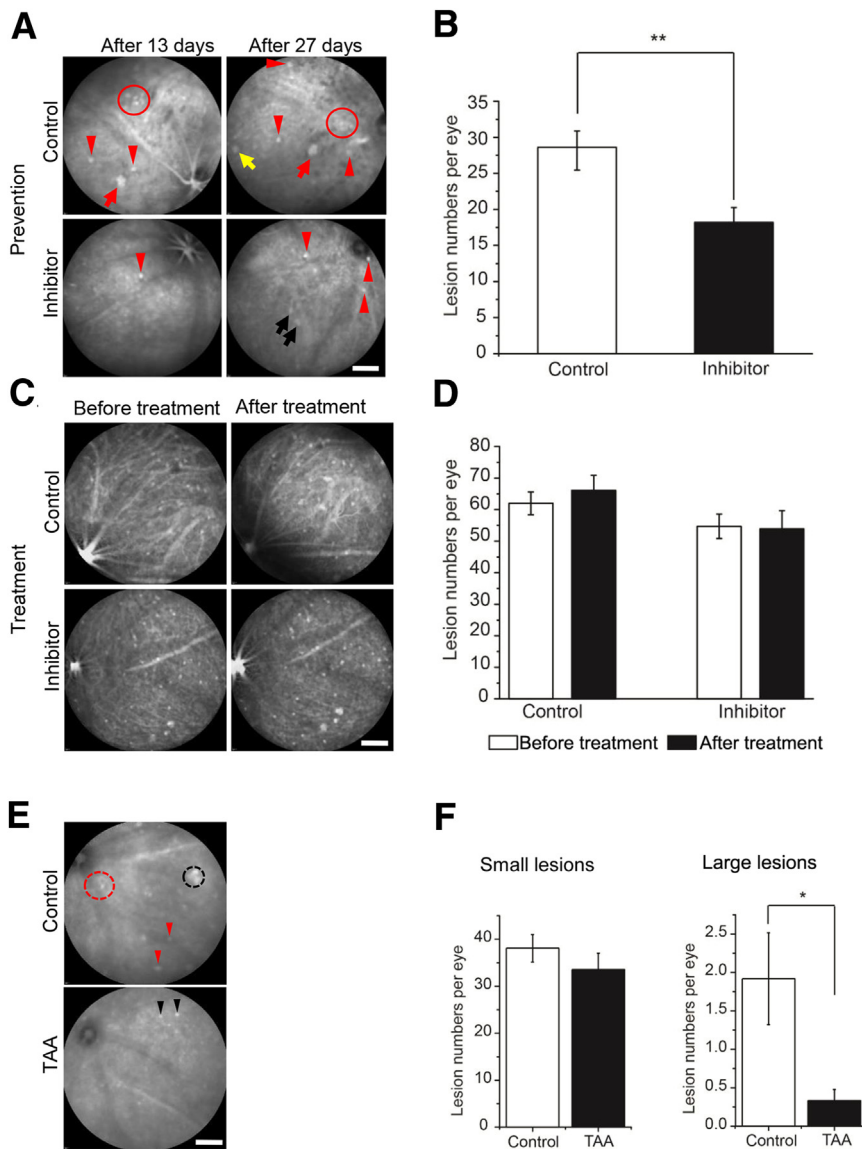 A
After 13 days
After 27 days
Prevention
Control
Inhibitor
B
**
Lesion numbers per eye
35
30
25
20
15
10
5
0
Control
Inhibitor
C
Before treatment
After treatment
Treatment
Control
Inhibitor
D
Lesion numbers per eye
80
70
60
50
40
30
20
10
0
Control
Inhibitor
Before treatment
After treatment
E
Control
TAA
F
Small lesions
Lesion numbers per eye
40
30
20
10
0
Control
TAA
Large lesions
*
Lesion numbers per eye
2.5
2.0
1.5
1.0
0.5
0.0
Control
TAA